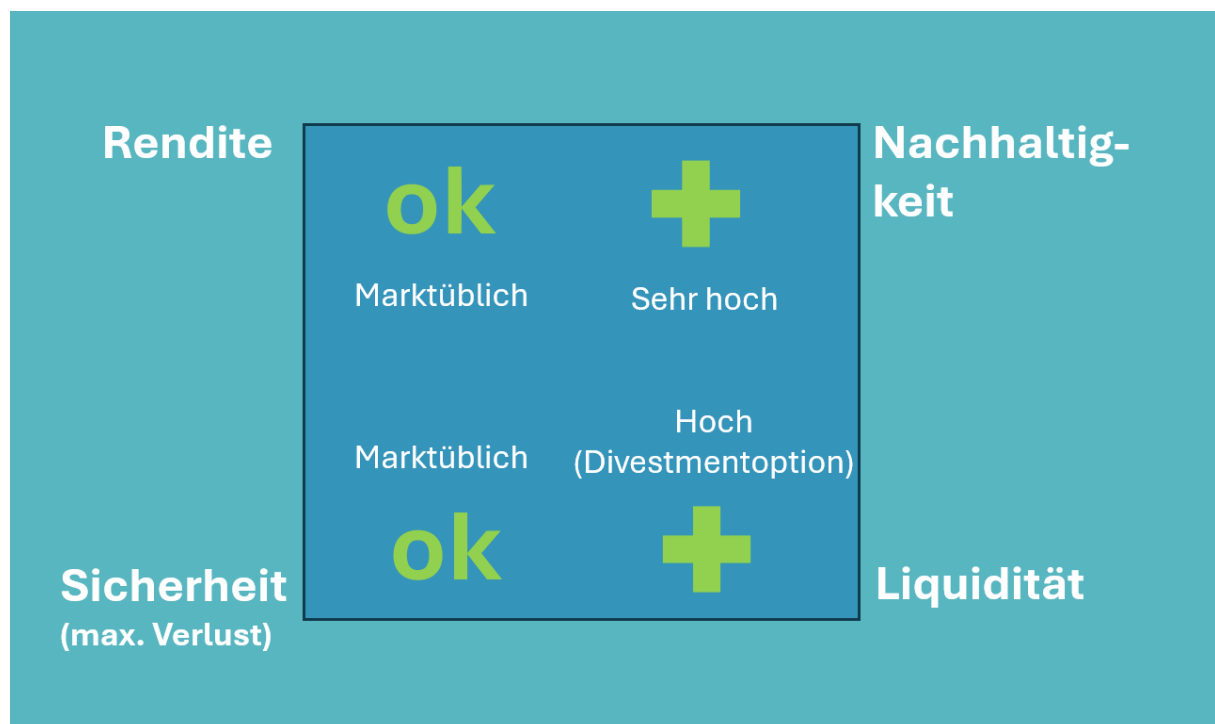 Rendite
Nachhaltig-
keit
ok
Marktüblich
Sehr hoch
Marktüblich
Hoch
(Divestmentoption)
ok
Sicherheit
(max. Verlust)
Liquidität